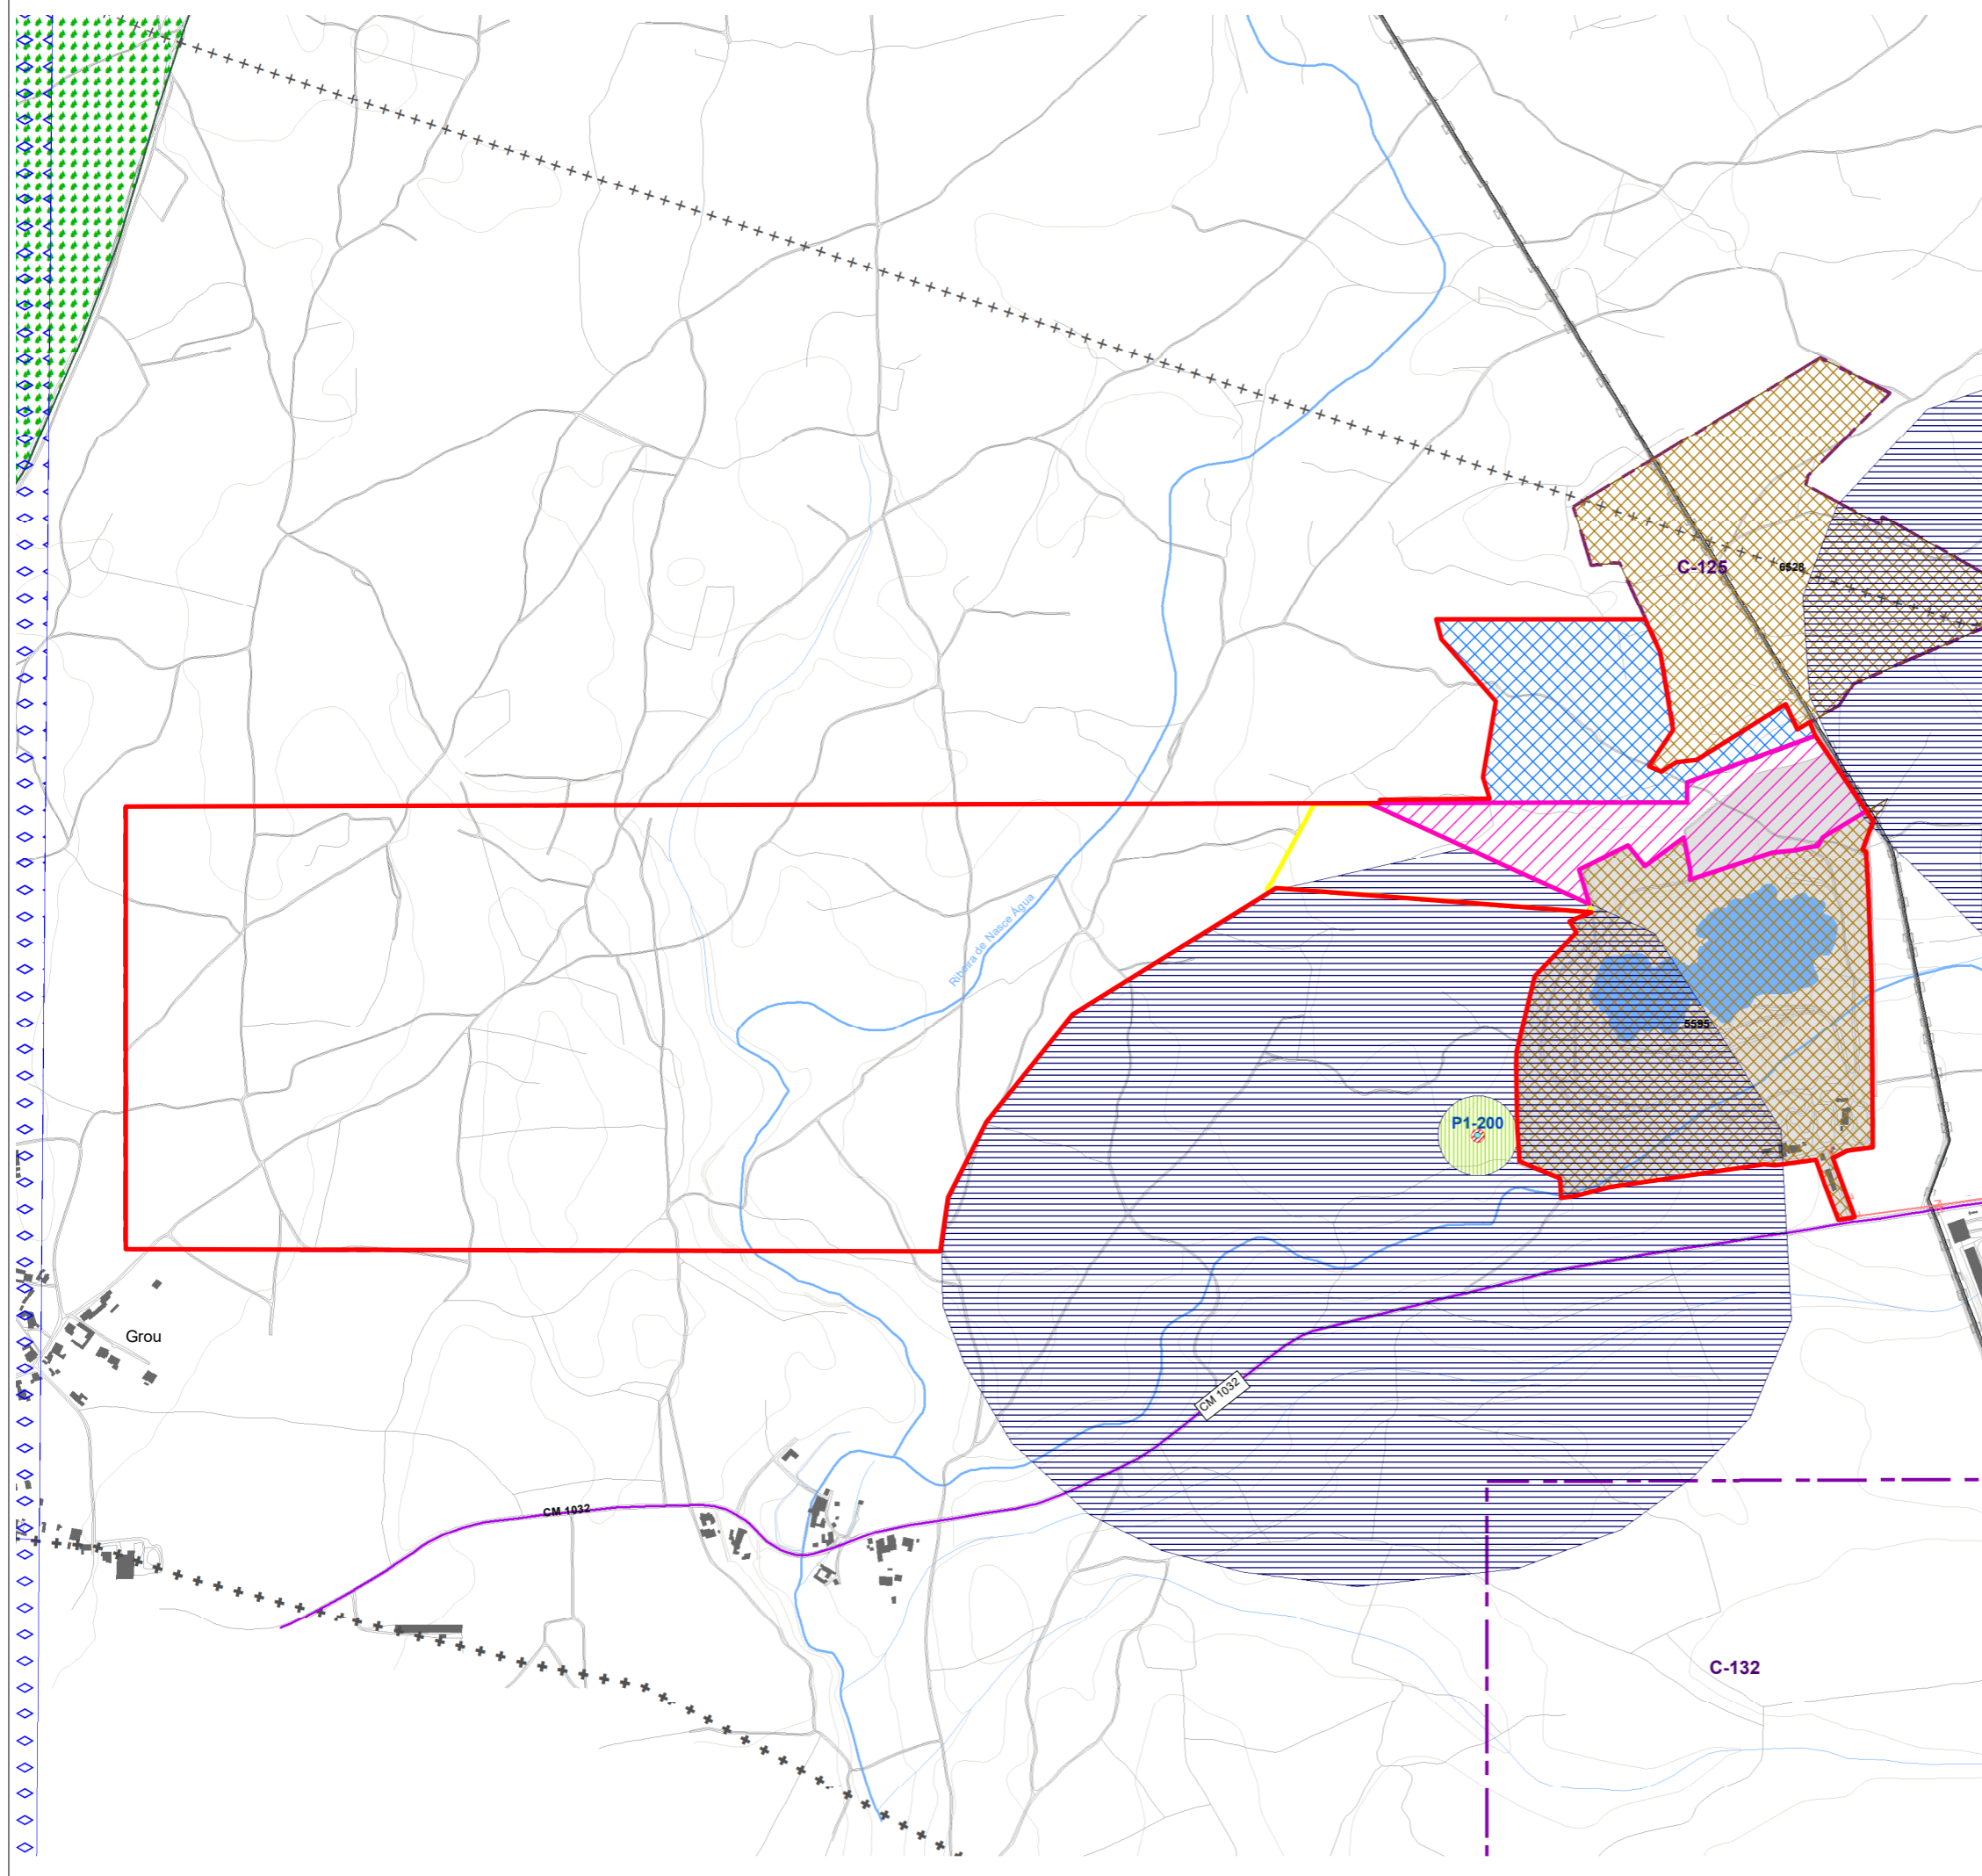 C-125
6528
Ribeira de Nasce Água
5595
P1-200
Grou
CM 1032
CM 1032
C-132